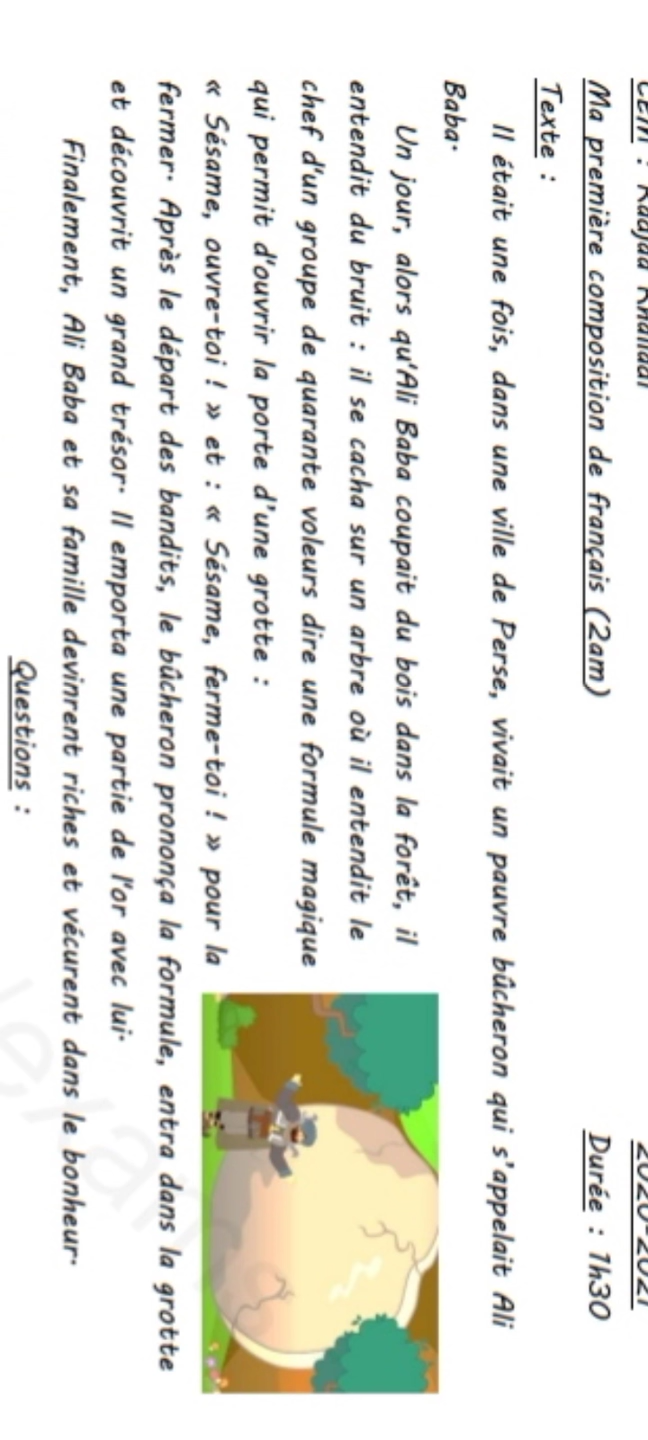 CEM : Radjaa Khalladi
2020-2021
Ma première composition de français (2am)
Durée : 1h30
Texte :
Il était une fois, dans une ville de Perse, vivait un pauvre bûcheron qui s'appelait Ali
Baba.
Un jour, alors qu'Ali Baba coupait du bois dans la forêt, il
entendit du bruit : il se cacha sur un arbre où il entendit le
chef d'un groupe de quarante voleurs dire une formule magique
qui permit d'ouvrir la porte d'une grotte :
« Sésame, ouvre-toi ! » et : « Sésame, ferme-toi ! » pour la
fermer. Après le départ des bandits, le bûcheron prononça la formule, entra dans la grotte
et découvrit un grand trésor. Il emporta une partie de l'or avec lui.
Finalement, Ali Baba et sa famille devinrent riches et vécurent dans le bonheur.
Questions :